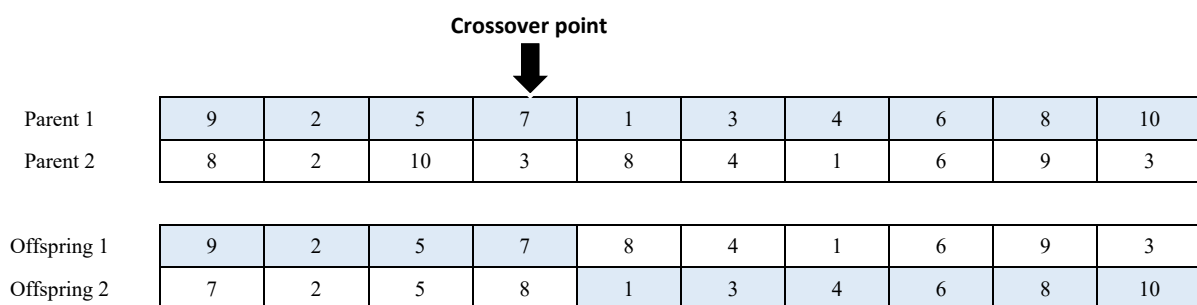 Crossover point
Parent 1 9 2 5 7 1 3 4 6 8 10
Parent 2 8 2 10 3 8 4 1 6 9 3
Offspring 1 9 2 5 7 8 4 1 6 9 3
Offspring 2 7 2 5 8 1 3 4 6 8 10